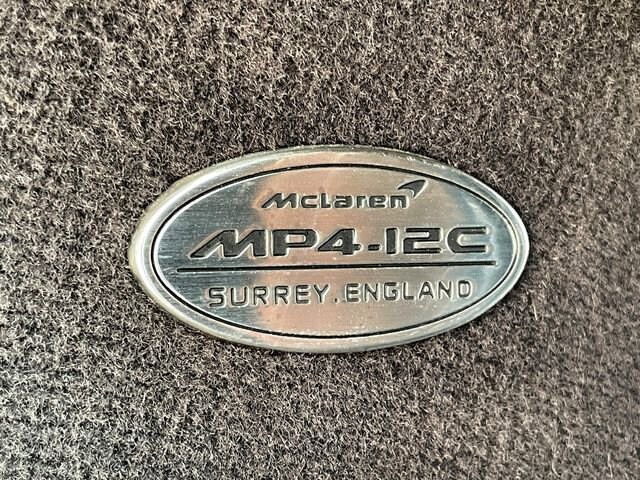 McLaren
MP4-12C
SURREY, ENGLAND